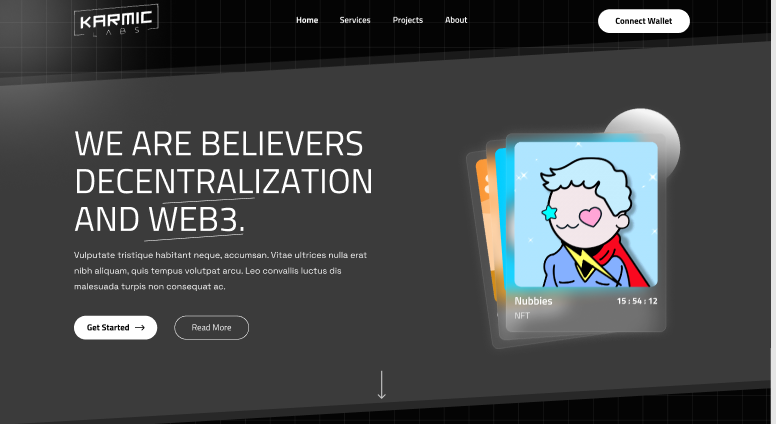 KARMIC
LABS
Home Services Projects About
Connect Wallet
WE ARE BELIEVERS
DECENTRALIZATION
AND WEB3.
Vulputate tristique habitant neque, accumsan. Vitae ultrices nulla erat
nibh aliquam, quis tempus volutpat arcu. Leo convallis luctus dis
malesuada turpis non consequat ac.
Get Started
Read More
Nubbies
15 : 54 : 12
NFT